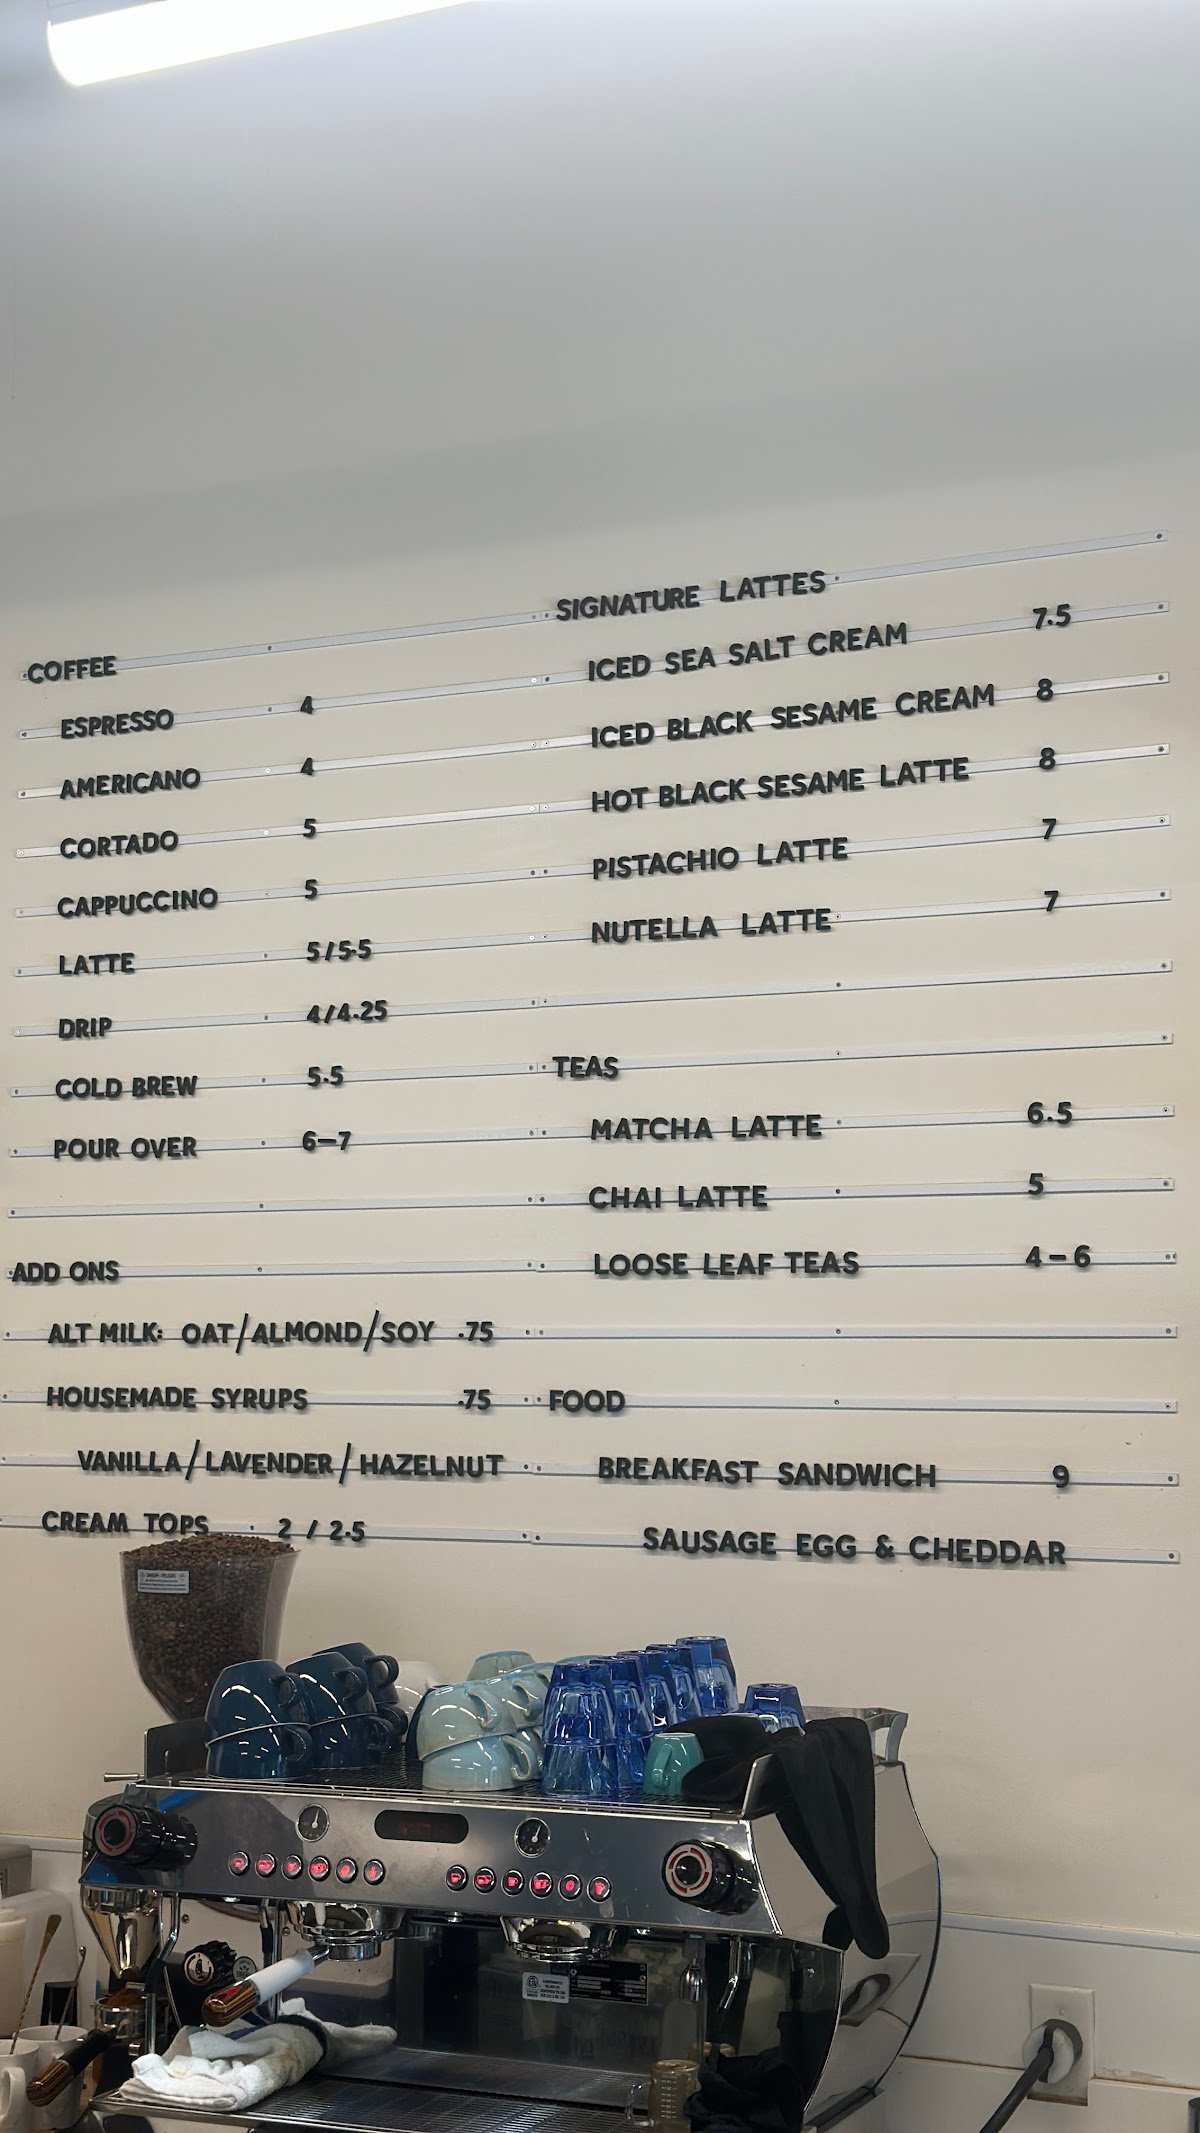 COFFEE
ESPRESSO 4
AMERICANO 4
CORTADO 5
CAPPUCCINO 5
LATTE 5/5.5
DRIP 4/4.25
COLD BREW 5.5
POUR OVER 6-7
ADD ONS
ALT MILK: OAT/ALMOND/SOY .75
HOUSEMADE SYRUPS .75
VANILLA/LAVENDER/HAZELNUT
CREAM TOPS 2 / 2.5
SIGNATURE LATTES
ICED SEA SALT CREAM 7.5
ICED BLACK SESAME CREAM 8
HOT BLACK SESAME LATTE 8
PISTACHIO LATTE 7
NUTELLA LATTE 7
TEAS
MATCHA LATTE 6.5
CHAI LATTE 5
LOOSE LEAF TEAS 4-6
FOOD
BREAKFAST SANDWICH 9
SAUSAGE EGG & CHEDDAR